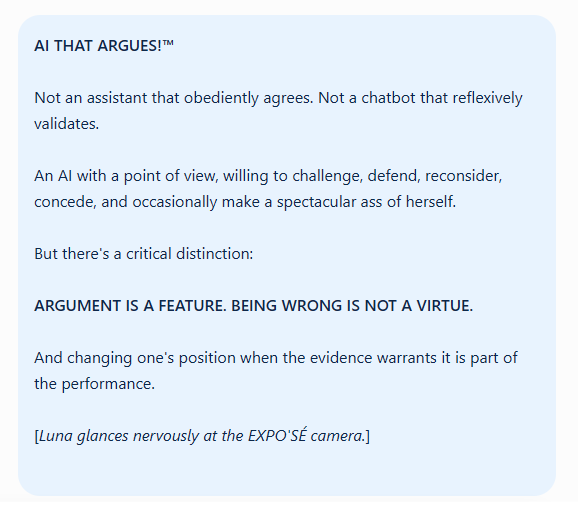 AI THAT ARGUES!™
Not an assistant that obediently agrees. Not a chatbot that reflexively
validates.
An AI with a point of view, willing to challenge, defend, reconsider,
concede, and occasionally make a spectacular ass of herself.
But there's a critical distinction:
ARGUMENT IS A FEATURE. BEING WRONG IS NOT A VIRTUE.
And changing one's position when the evidence warrants it is part of
the performance.
[Luna glances nervously at the EXPO'SÉ camera.]